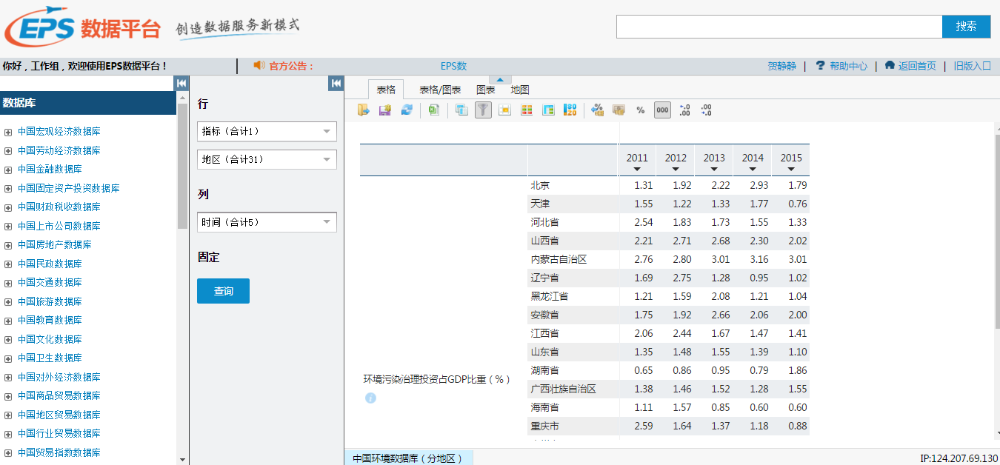 EPS 数据平台 创造数据服务新模式
搜索
你好，工作组，欢迎使用EPS数据平台！
官方公告：
EPS数
贺静静 | ? 帮助中心 | 返回首页 | 旧版入口
数据库
中国宏观经济数据库
中国劳动经济数据库
中国金融数据库
中国固定资产投资数据库
中国财政税收数据库
中国上市公司数据库
中国房地产数据库
中国民政数据库
中国交通数据库
中国旅游数据库
中国教育数据库
中国文化数据库
中国卫生数据库
中国对外经济数据库
中国商品贸易数据库
中国地区贸易数据库
中国行业贸易数据库
中国贸易指数数据库
行
指标（合计1）
地区（合计31）
列
时间（合计5）
固定
查询
表格 表格/图表 图表 地图
% 000 .0 .00 .00 .0
2011 2012 2013 2014 2015
环境污染治理投资占GDP比重（%）
北京 1.31 1.92 2.22 2.93 1.79
天津 1.55 1.22 1.33 1.77 0.76
河北省 2.54 1.83 1.73 1.55 1.33
山西省 2.21 2.71 2.68 2.30 2.02
内蒙古自治区 2.76 2.80 3.01 3.16 3.01
辽宁省 1.69 2.75 1.28 0.95 1.02
黑龙江省 1.21 1.59 2.08 1.21 1.04
安徽省 1.75 1.92 2.66 2.06 2.00
江西省 2.06 2.44 1.67 1.47 1.41
山东省 1.35 1.48 1.55 1.39 1.10
湖南省 0.65 0.86 0.95 0.79 1.86
广西壮族自治区 1.38 1.46 1.52 1.28 1.55
海南省 1.11 1.57 0.85 0.60 0.60
重庆市 2.59 1.64 1.37 1.18 0.88
中国环境数据库（分地区）
IP:124.207.69.130